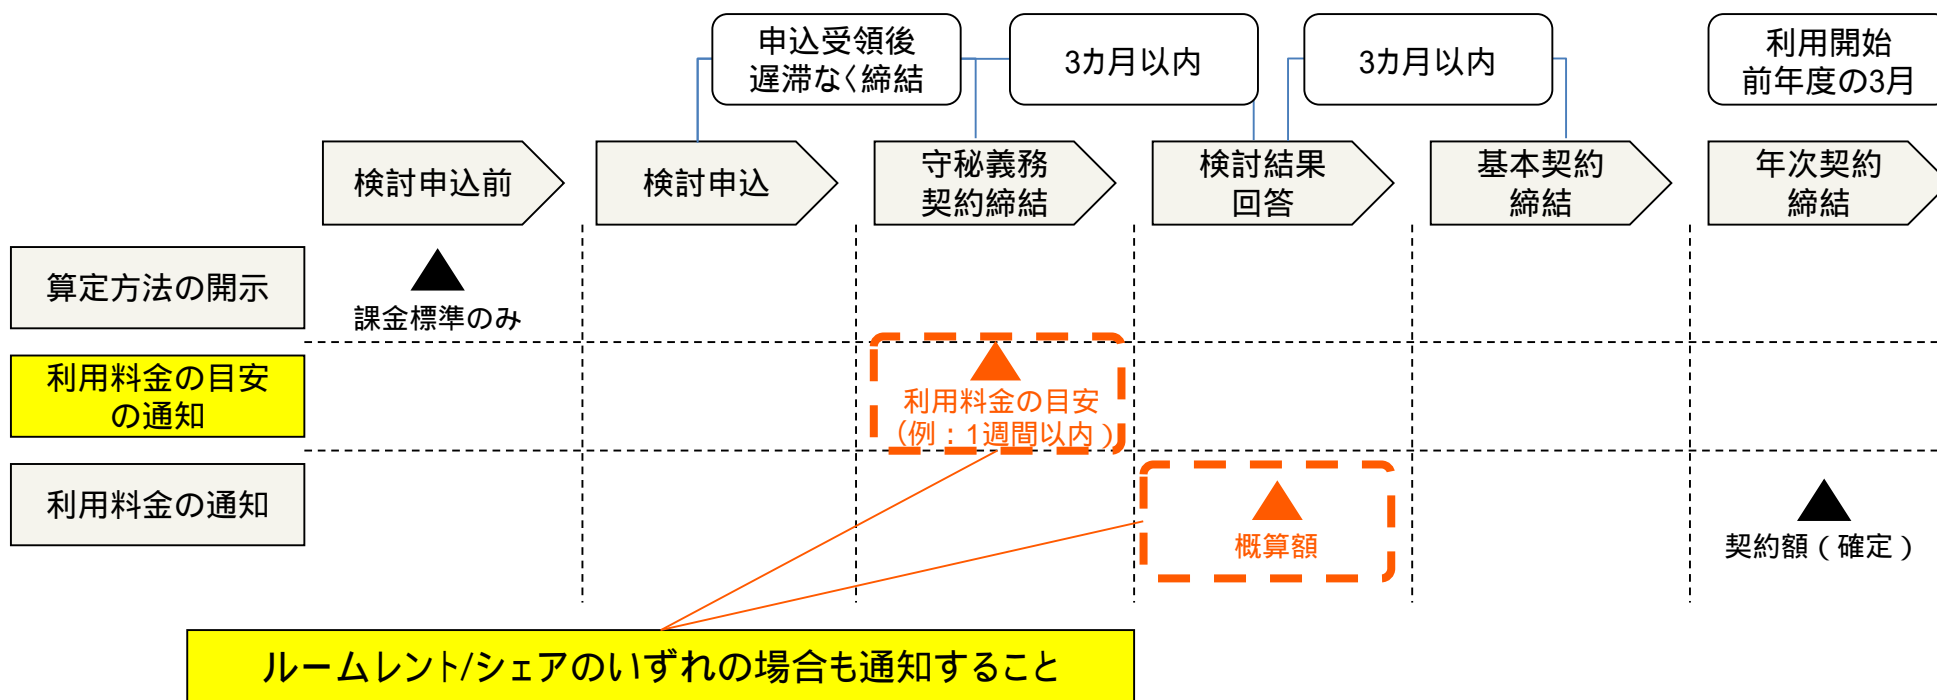 申込受領後
遅滞なく締結
3カ月以内
3カ月以内
利用開始
前年度の3月
検討申込前
検討申込
守秘義務
契約締結
検討結果
回答
基本契約
締結
年次契約
締結
算定方法の開示
課金標準のみ
利用料金の目安
の通知
利用料金の目安
(例：1週間以内)
利用料金の通知
概算額
契約額(確定)
ルームレント/シェアのいずれの場合も通知すること